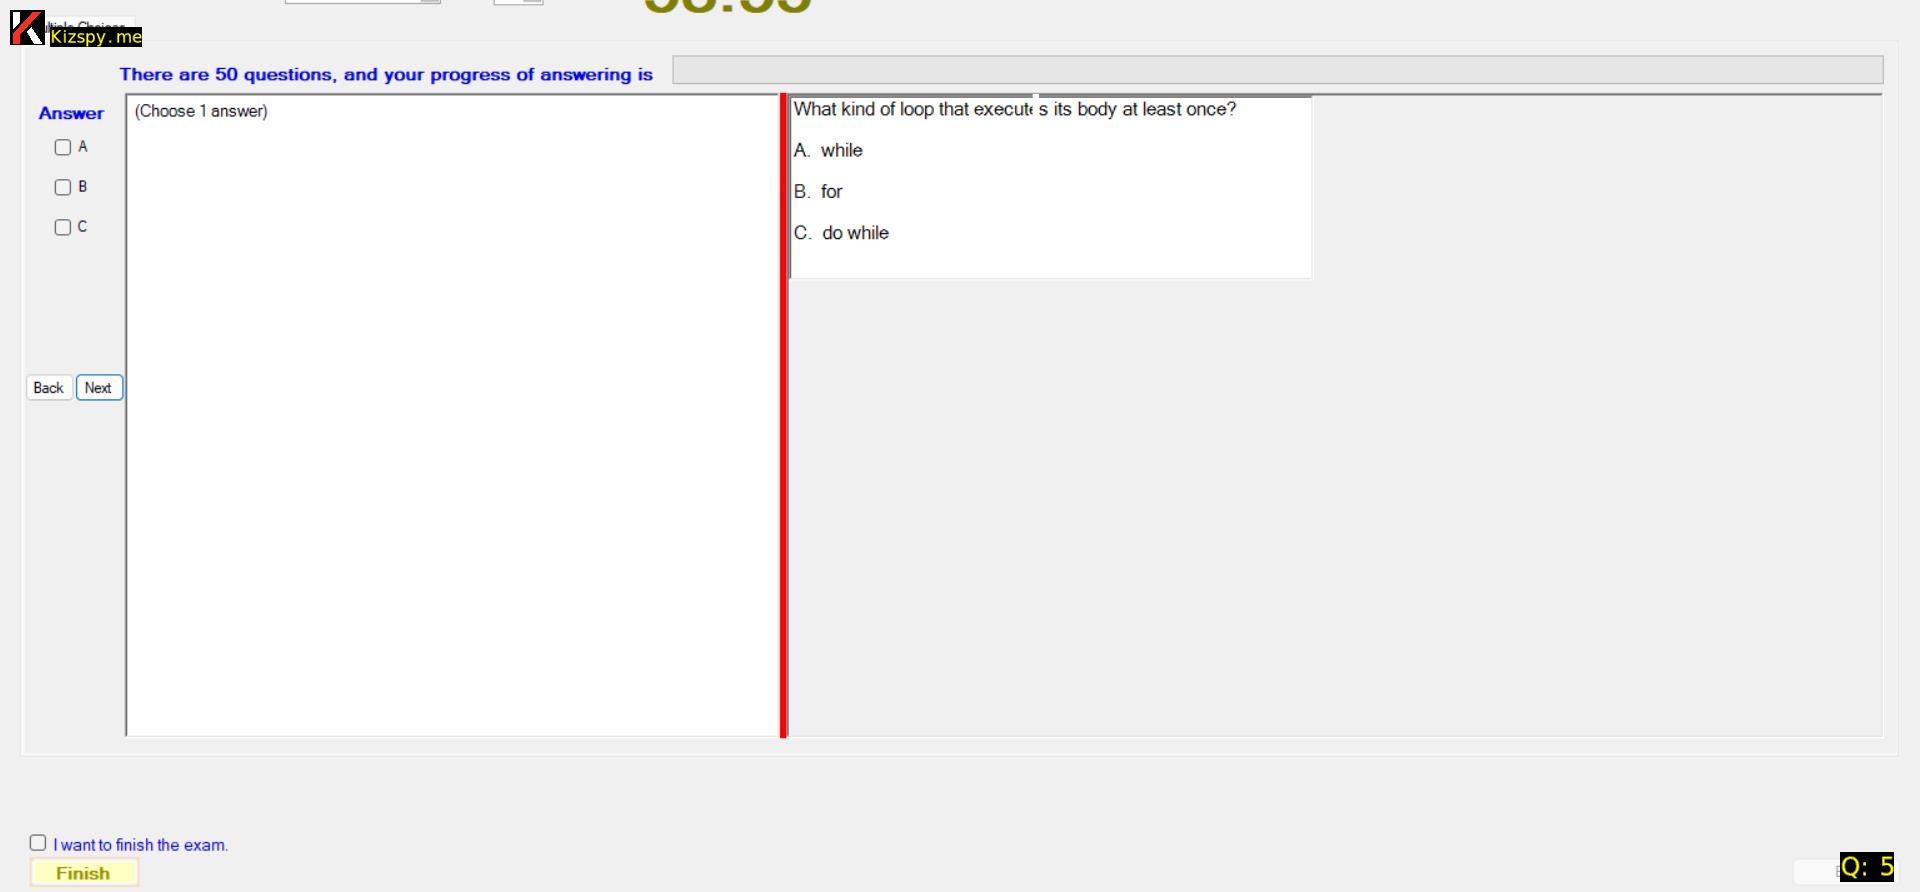 Kizspy.me
There are 50 questions, and your progress of answering is
Answer
(Choose 1 answer)
A
B
C
Back Next
What kind of loop that executes its body at least once?
A. while
B. for
C. do while
I want to finish the exam.
Finish
Q: 5